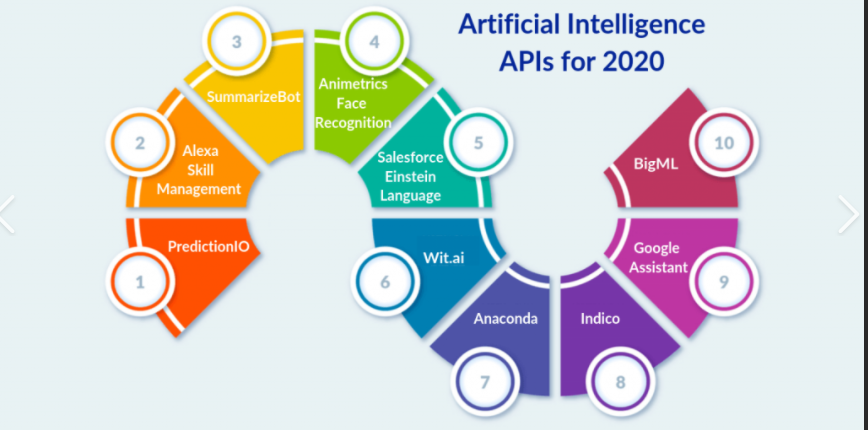 Artificial Intelligence
APIs for 2020
1
PredictionIO
2
Alexa
Skill
Management
3
SummarizeBot
4
Animetrics
Face
Recognition
5
Salesforce
Einstein
Language
6
Wit.ai
7
Anaconda
8
Indico
9
Google
Assistant
10
BigML